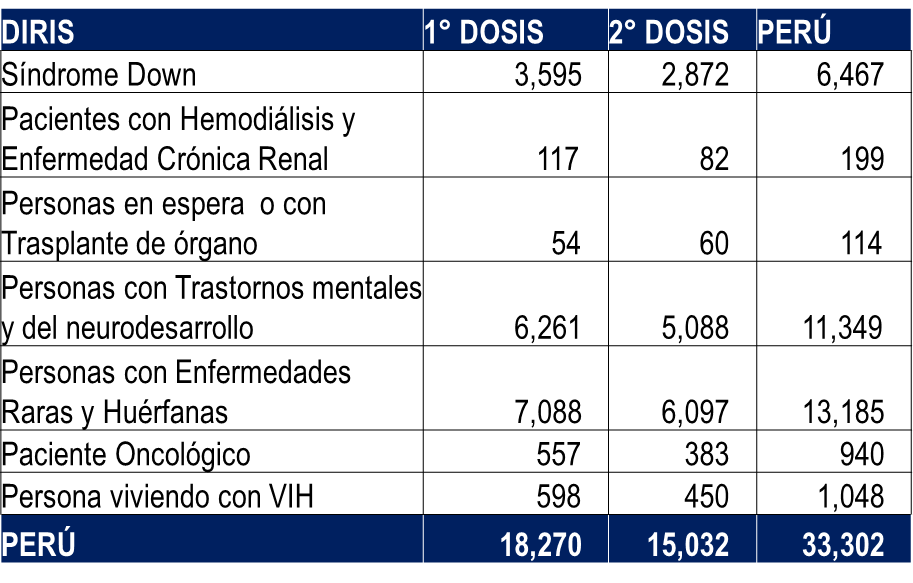 DIRIS 1° DOSIS 2° DOSIS PERÚ
Síndrome Down 3,595 2,872 6,467
Pacientes con Hemodiálisis y
Enfermedad Crónica Renal 117 82 199
Personas en espera o con
Trasplante de órgano 54 60 114
Personas con Trastornos mentales
y del neurodesarrollo 6,261 5,088 11,349
Personas con Enfermedades
Raras y Huérfanas 7,088 6,097 13,185
Paciente Oncológico 557 383 940
Persona viviendo con VIH 598 450 1,048
PERÚ 18,270 15,032 33,302